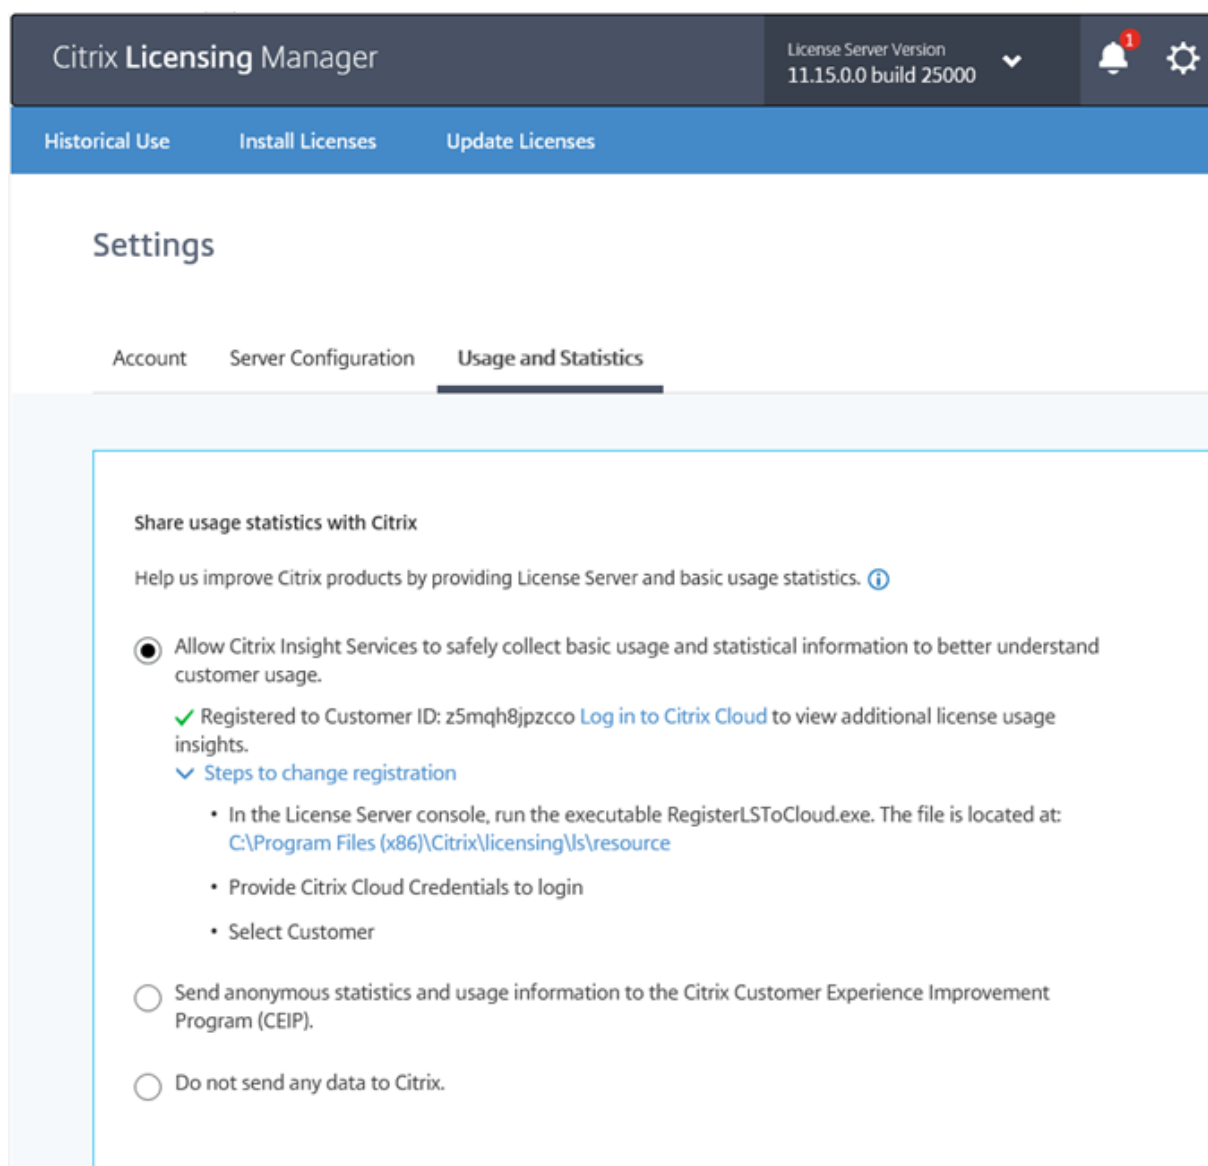 Citrix Licensing Manager
License Server Version
11.15.0.0 build 25000
1
Historical Use
Install Licenses
Update Licenses
Settings
Account
Server Configuration
Usage and Statistics
Share usage statistics with Citrix
Help us improve Citrix products by providing License Server and basic usage statistics.
Allow Citrix Insight Services to safely collect basic usage and statistical information to better understand
customer usage.
Registered to Customer ID: z5mqh8jpzcco Log in to Citrix Cloud to view additional license usage
insights.
Steps to change registration
• In the License Server console, run the executable RegisterLSToCloud.exe. The file is located at:
C:\Program Files (x86)\Citrix\licensing\ls\resource
• Provide Citrix Cloud Credentials to login
• Select Customer
Send anonymous statistics and usage information to the Citrix Customer Experience Improvement
Program (CEIP).
Do not send any data to Citrix.